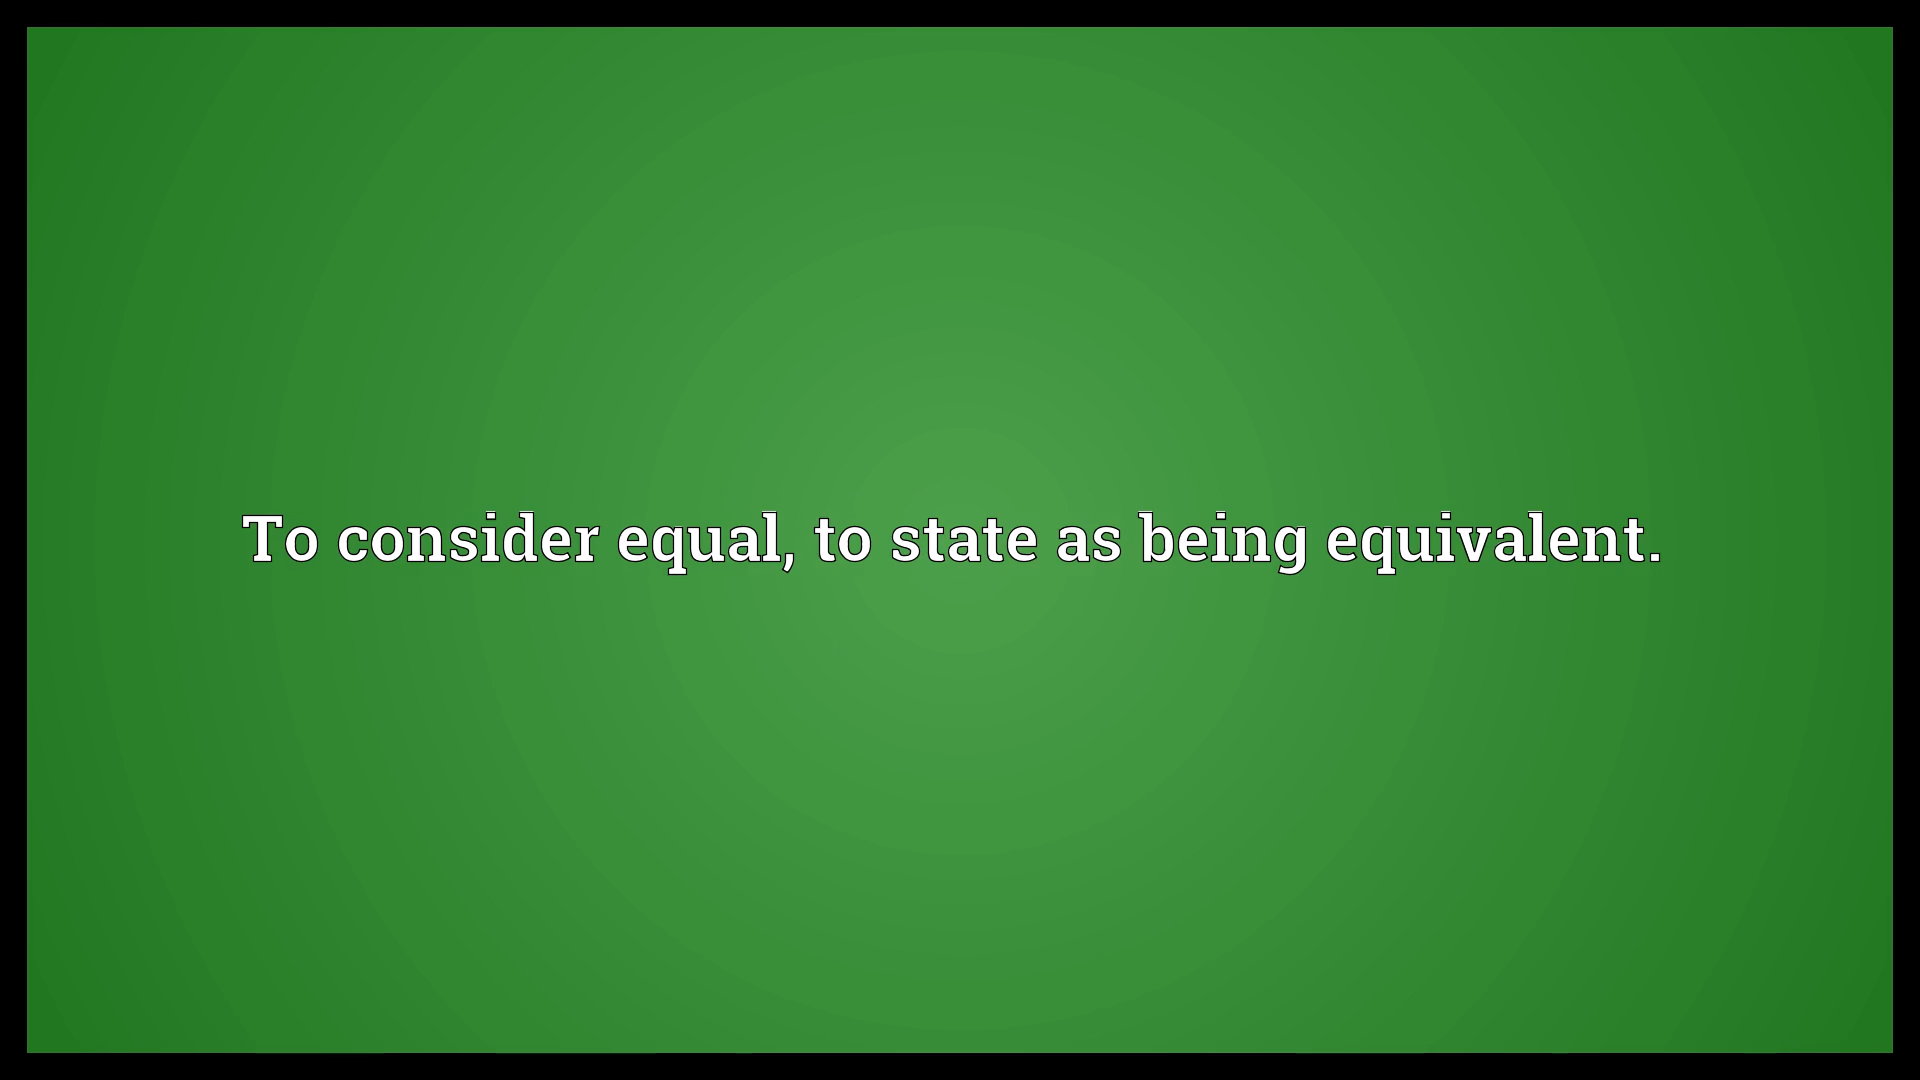 To consider equal, to state as being equivalent.